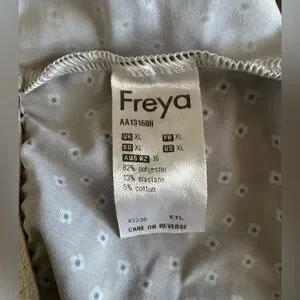 Freya
AA1316BH
UK XL FR XL
EU XL US XL
AUS NZ 16
82% polyester
13% elastane
5% cotton
43236 ETL
CARE ON REVERSE